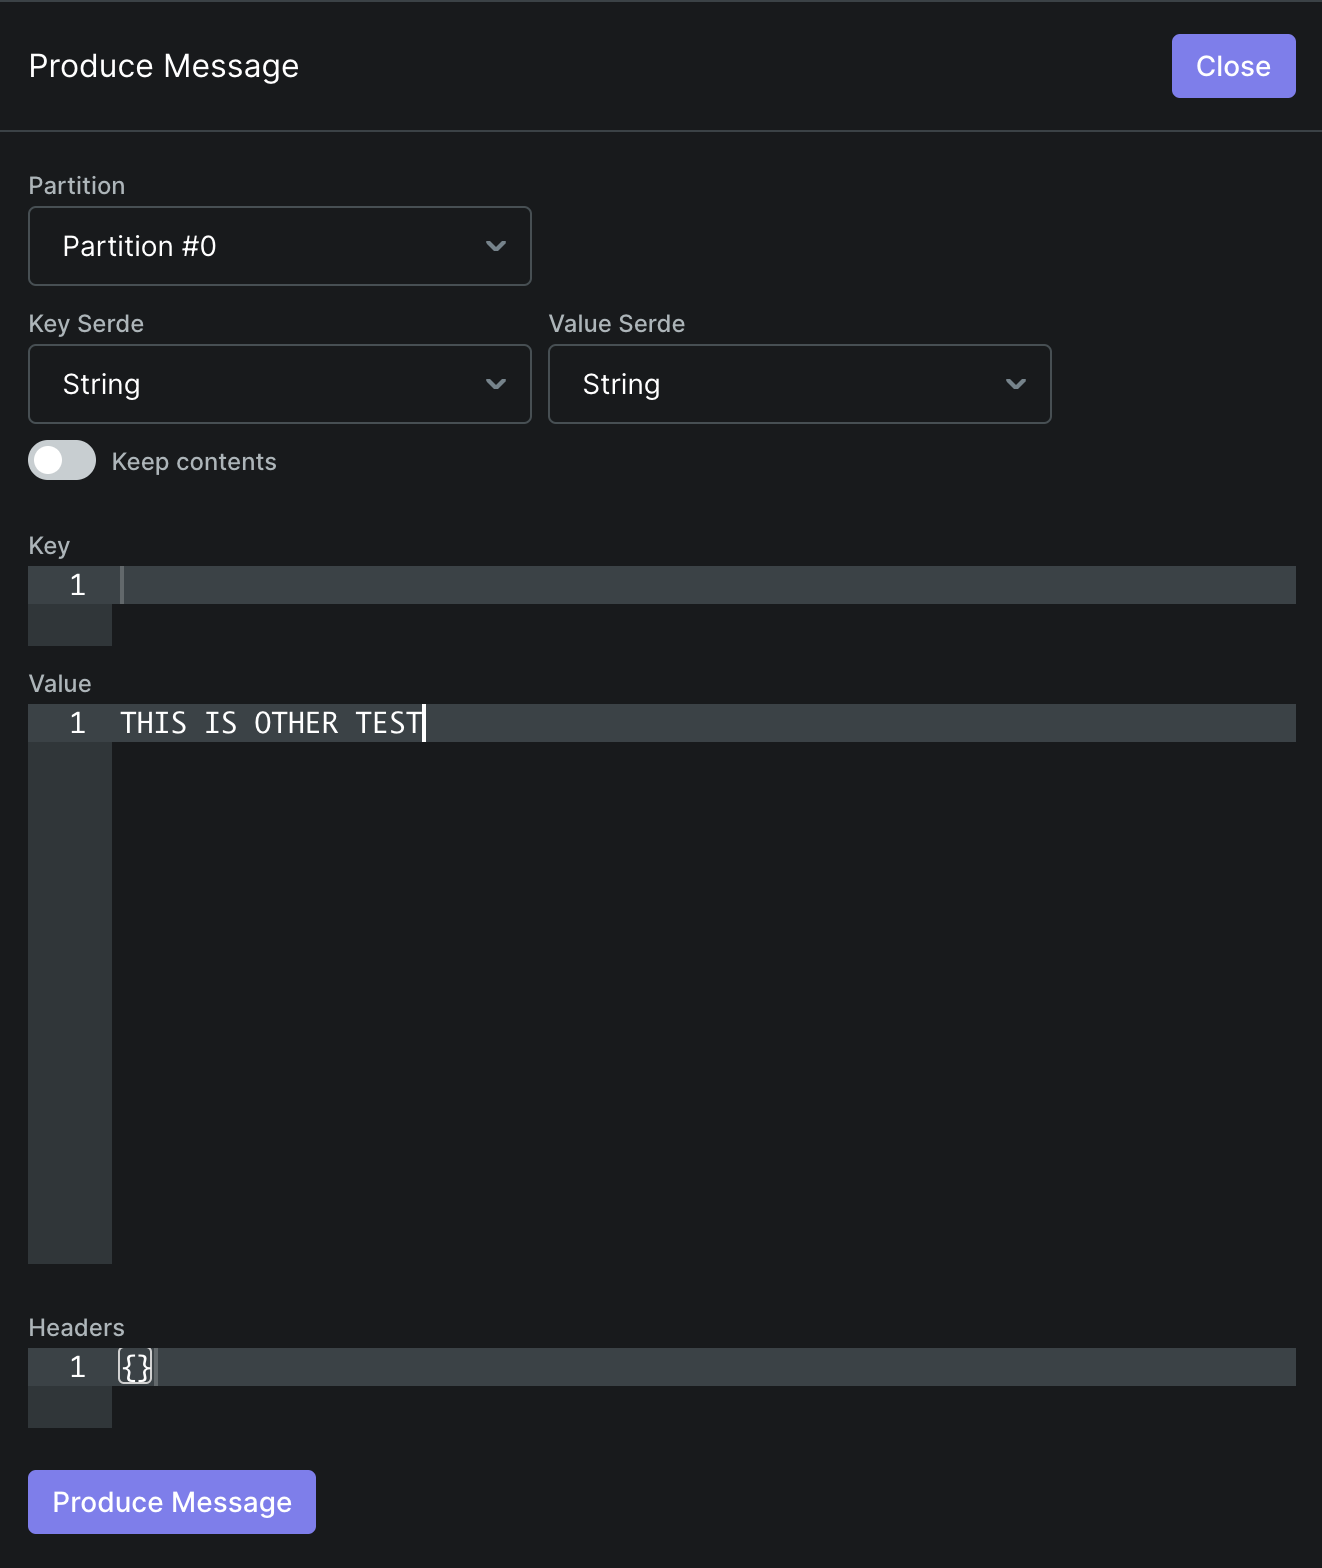 Produce Message
Close
Partition
Partition #0
Key Serde
Value Serde
String
String
Keep contents
Key
1
Value
1 THIS IS OTHER TEST
Headers
1 {}
Produce Message